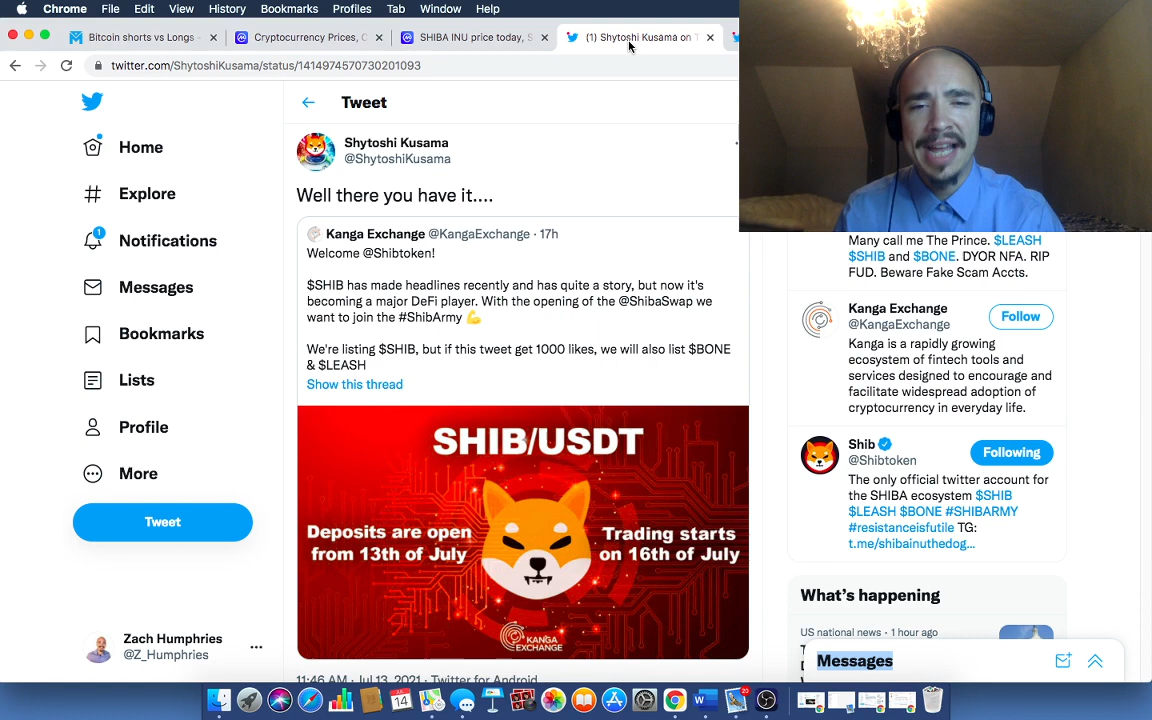 Chrome File Edit View History Bookmarks Profiles Tab Window Help
Bitcoin shorts vs Longs -
Cryptocurrency Prices, C
SHIBA INU price today, S
(1) Shytoshi Kusama on T
twitter.com/ShytoshiKusama/status/1414974570730201093
Home
Explore
1
Notifications
Messages
Bookmarks
Lists
Profile
More
Tweet
Zach Humphries
@Z_Humphries
Tweet
Shytoshi Kusama
@ShytoshiKusama
Well there you have it....
Kanga Exchange @KangaExchange · 17h
Welcome @Shibtoken!
$SHIB has made headlines recently and has quite a story, but now it's
becoming a major DeFi player. With the opening of the @ShibaSwap we
want to join the #ShibArmy 💪
We're listing $SHIB, but if this tweet get 1000 likes, we will also list $BONE
& $LEASH
Show this thread
SHIB/USDT
Deposits are open
from 13th of July
Trading starts
on 16th of July
KANGA
EXCHANGE
11:46 AM · Jul 13, 2021 · Twitter for Android
Many call me The Prince. $LEASH
$SHIB and $BONE. DYOR NFA. RIP
FUD. Beware Fake Scam Accts.
Kanga Exchange
@KangaExchange
Follow
Kanga is a rapidly growing
ecosystem of fintech tools and
services designed to encourage and
facilitate widespread adoption of
cryptocurrency in everyday life.
Shib
@Shibtoken
Following
The only official twitter account for
the SHIBA ecosystem $SHIB
$LEASH $BONE #SHIBARMY
#resistanceisfutile TG:
t.me/shibainuthedog...
What's happening
US national news · 1 hour ago
Messages
14